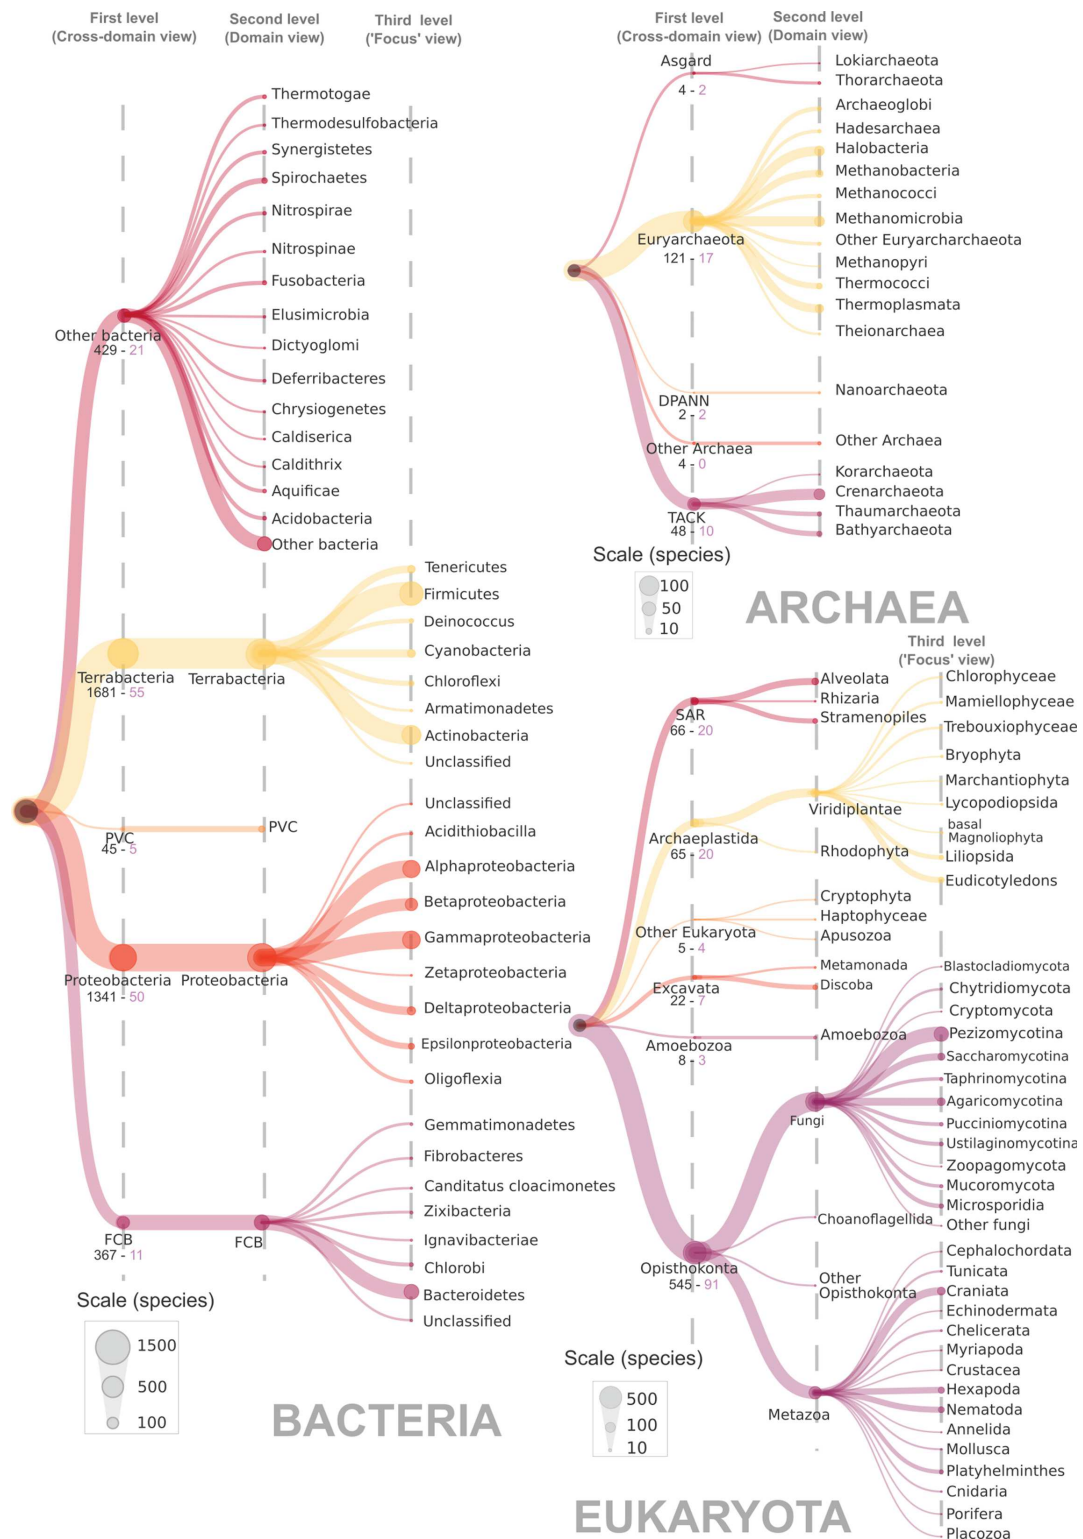 First level
(Cross-domain view)
Second level
(Domain view)
Third level
('Focus' view)
Thermotogae
Thermodesulfobacteria
Synergistetes
Spirochaetes
Nitrospirae
Nitrospinae
Fusobacteria
Elusimicrobia
Other bacteria
429 - 21
Dictyoglomi
Deferribacteres
Chrysiogenetes
Caldiserica
Caldithrix
Aquificae
Acidobacteria
Other bacteria
Tenericutes
Firmicutes
Deinococcus
Cyanobacteria
Terrabacteria
1681 - 55
Terrabacteria
Chloroflexi
Armatimonadetes
Actinobacteria
Unclassified
PVC
45 - 5
PVC
Unclassified
Acidithiobacilla
Alphaproteobacteria
Betaproteobacteria
Gammaproteobacteria
Proteobacteria
1341 - 50
Proteobacteria
Zetaproteobacteria
Deltaproteobacteria
Epsilonproteobacteria
Oligoflexia
Gemmatimonadetes
Fibrobacteres
Canditatus cloacimonetes
Zixibacteria
FCB
367 - 11
FCB
Ignavibacteriae
Chlorobi
Bacteroidetes
Unclassified
Scale (species)
1500
500
100
BACTERIA
First level
(Cross-domain view)
Second level
(Domain view)
Asgard
4 - 2
Lokiarchaeota
Thorarchaeota
Archaeoglobi
Hadesarchaea
Halobacteria
Methanobacteria
Methanococci
Methanomicrobia
Euryarchaeota
121 - 17
Other Euryarcharchaeota
Methanopyri
Thermococci
Thermoplasmata
Theionarchaea
DPANN
2 - 2
Nanoarchaeota
Other Archaea
4 - 0
Other Archaea
Korarchaeota
Crenarchaeota
TACK
48 - 10
Thaumarchaeota
Bathyarchaeota
Scale (species)
100
50
10
ARCHAEA
Third level
('Focus' view)
SAR
66 - 20
Alveolata
Rhizaria
Stramenopiles
Chlorophyceae
Mamiellophyceae
Trebouxiophyceae
Bryophyta
Marchantiophyta
Viridiplantae
Lycopodiopsida
basal
Magnoliophyta
Liliopsida
Eudicotyledons
Archaeplastida
65 - 20
Rhodophyta
Cryptophyta
Haptophyceae
Apusozoa
Other Eukaryota
5 - 4
Metamonada
Discoba
Excavata
22 - 7
Amoebozoa
8 - 3
Amoebozoa
Blastocladiomycota
Chytridiomycota
Cryptomycota
Pezizomycotina
Saccharomycotina
Taphrinomycotina
Agaricomycotina
Fungi
Pucciniomycotina
Ustilaginomycotina
Zoopagomycota
Mucoromycota
Microsporidia
Other fungi
Choanoflagellida
Opisthokonta
545 - 91
Other
Opisthokonta
Cephalochordata
Tunicata
Craniata
Echinodermata
Chelicerata
Myriapoda
Crustacea
Hexapoda
Metazoa
Nematoda
Annelida
Mollusca
Platyhelminthes
Cnidaria
Porifera
Placozoa
Scale (species)
500
100
10
EUKARYOTA